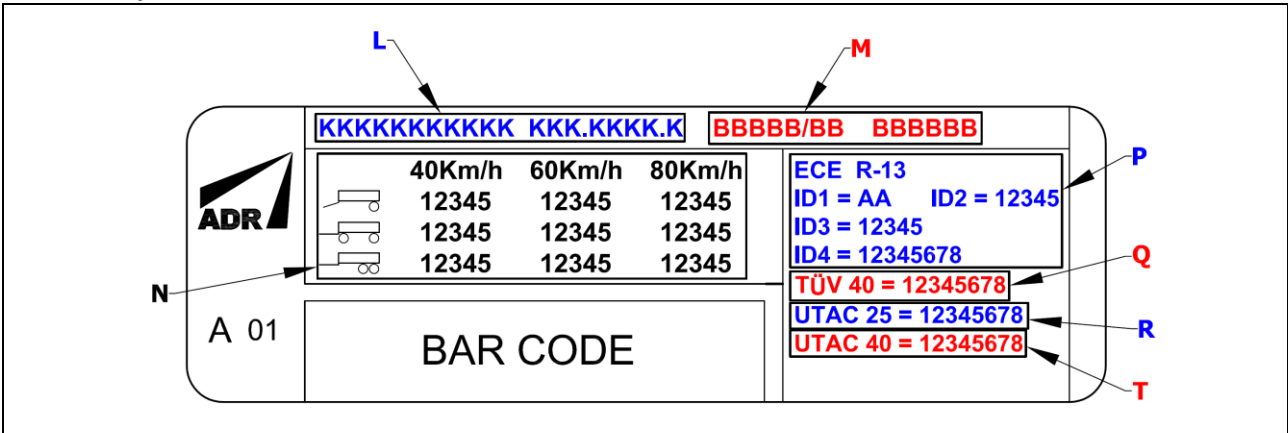 L
M
KKKKKKKKKKK KKK.KKKK.K
BBBBB/BB BBBBBB
40Km/h 60Km/h 80Km/h
12345 12345 12345
12345 12345 12345
12345 12345 12345
ADR
N
A 01
BAR CODE
ECE R-13
ID1 = AA ID2 = 12345
ID3 = 12345
ID4 = 12345678
P
TÜV 40 = 12345678
Q
UTAC 25 = 12345678
R
UTAC 40 = 12345678
T